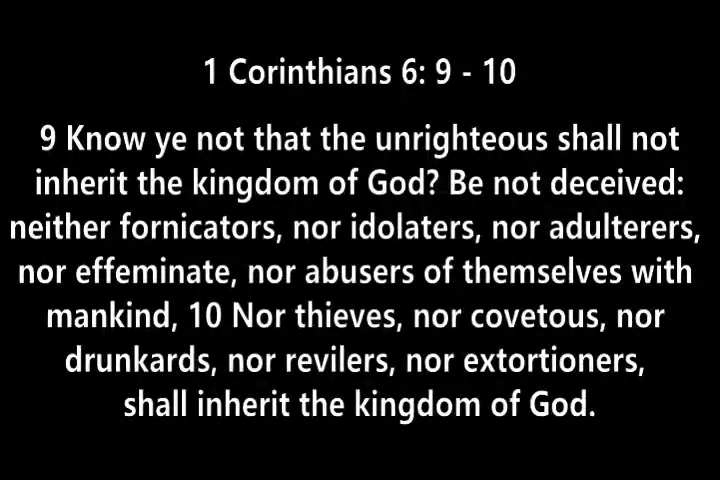 1 Corinthians 6: 9 - 10
9 Know ye not that the unrighteous shall not
inherit the kingdom of God? Be not deceived:
neither fornicators, nor idolaters, nor adulterers,
nor effeminate, nor abusers of themselves with
mankind, 10 Nor thieves, nor covetous, nor
drunkards, nor revilers, nor extortioners,
shall inherit the kingdom of God.